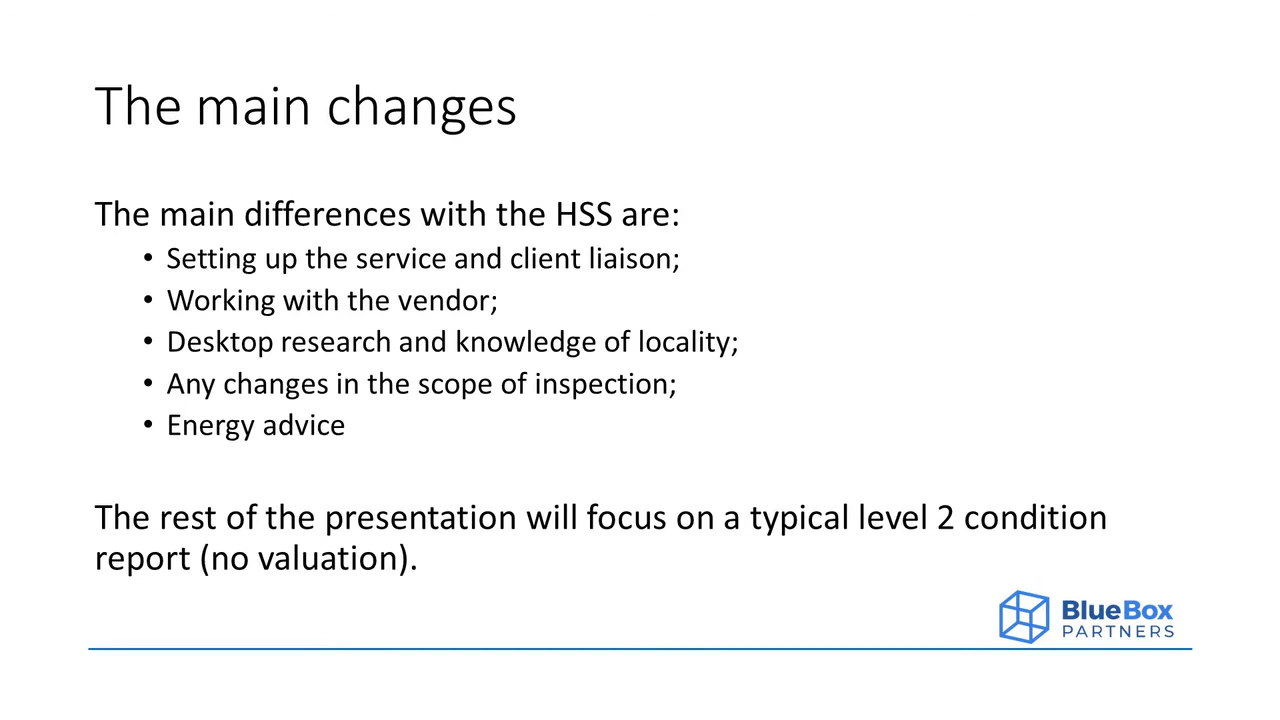 The main changes
The main differences with the HSS are:
• Setting up the service and client liaison;
• Working with the vendor;
• Desktop research and knowledge of locality;
• Any changes in the scope of inspection;
• Energy advice
The rest of the presentation will focus on a typical level 2 condition
report (no valuation).
BlueBox
PARTNERS